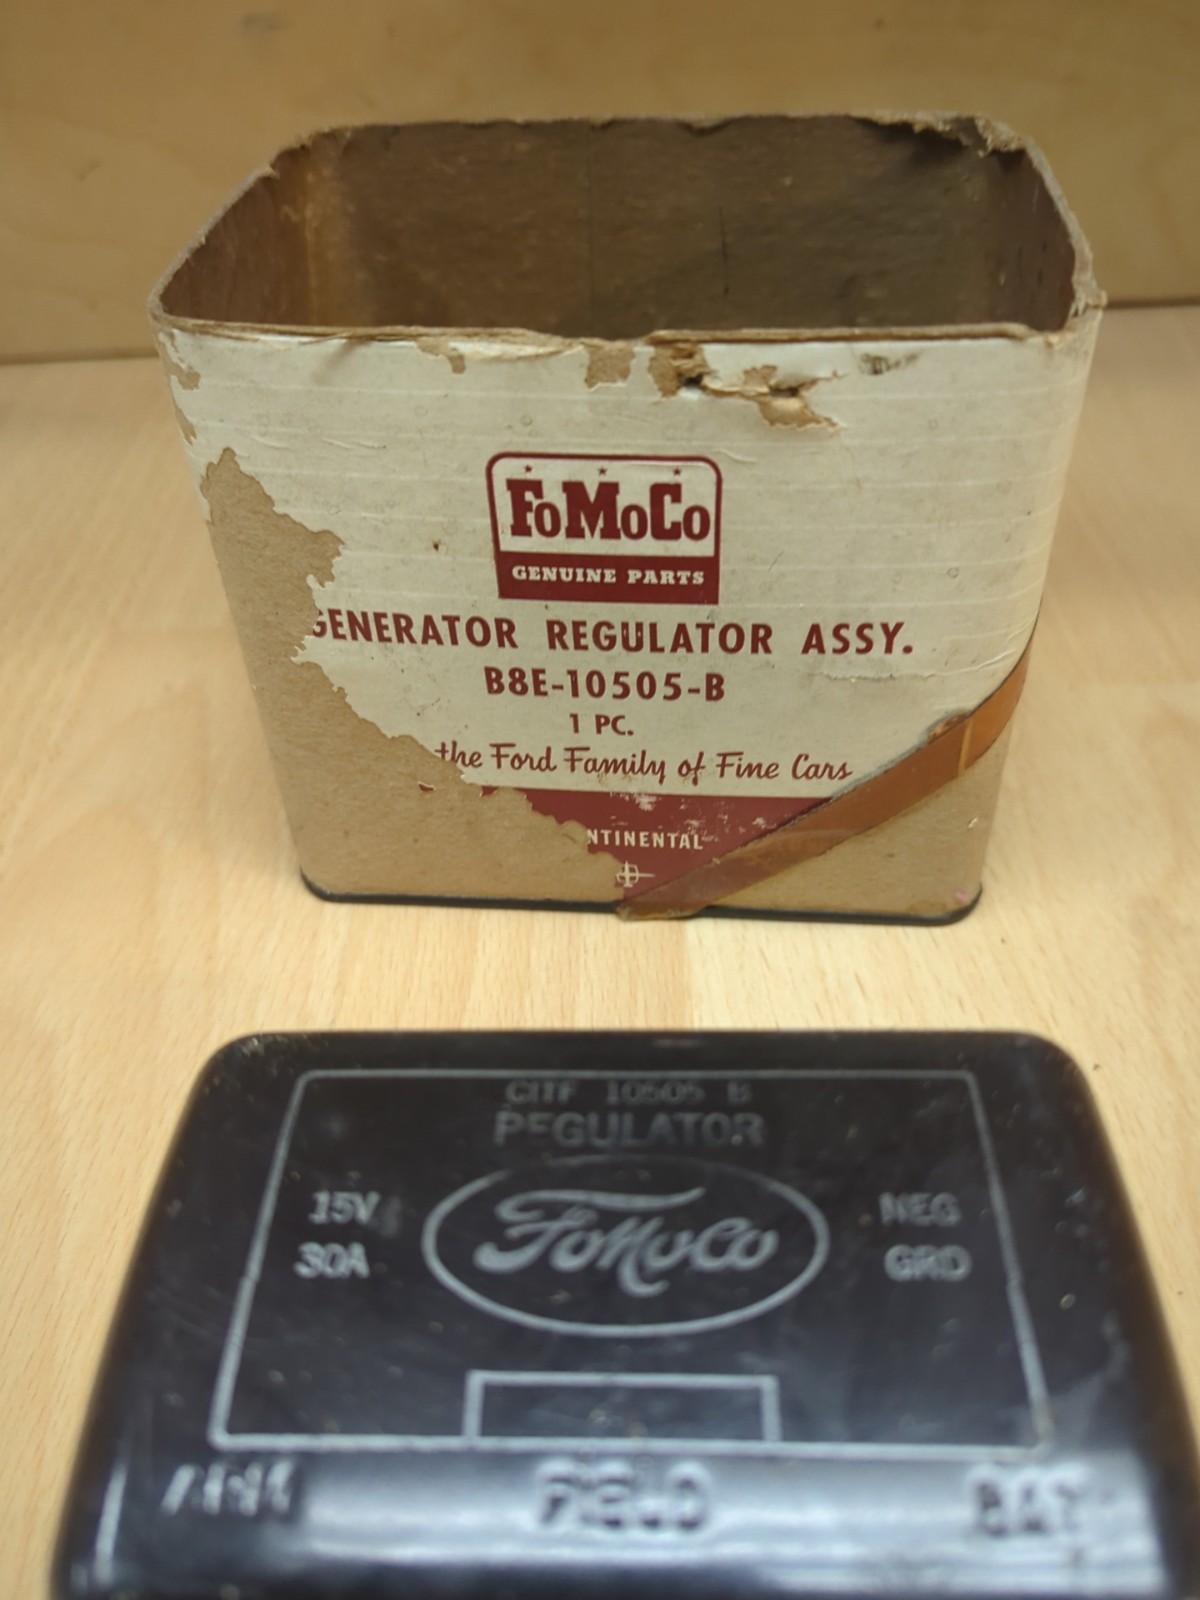 FoMoCo
GENUINE PARTS
GENERATOR REGULATOR ASSY.
B8E-10505-B
1 PC.
the Ford Family of Fine Cars
NTINENTAL
10505 B
REGULATOR
15V
30A
FoMoCo
NEG
GRD
FIELD
BAT